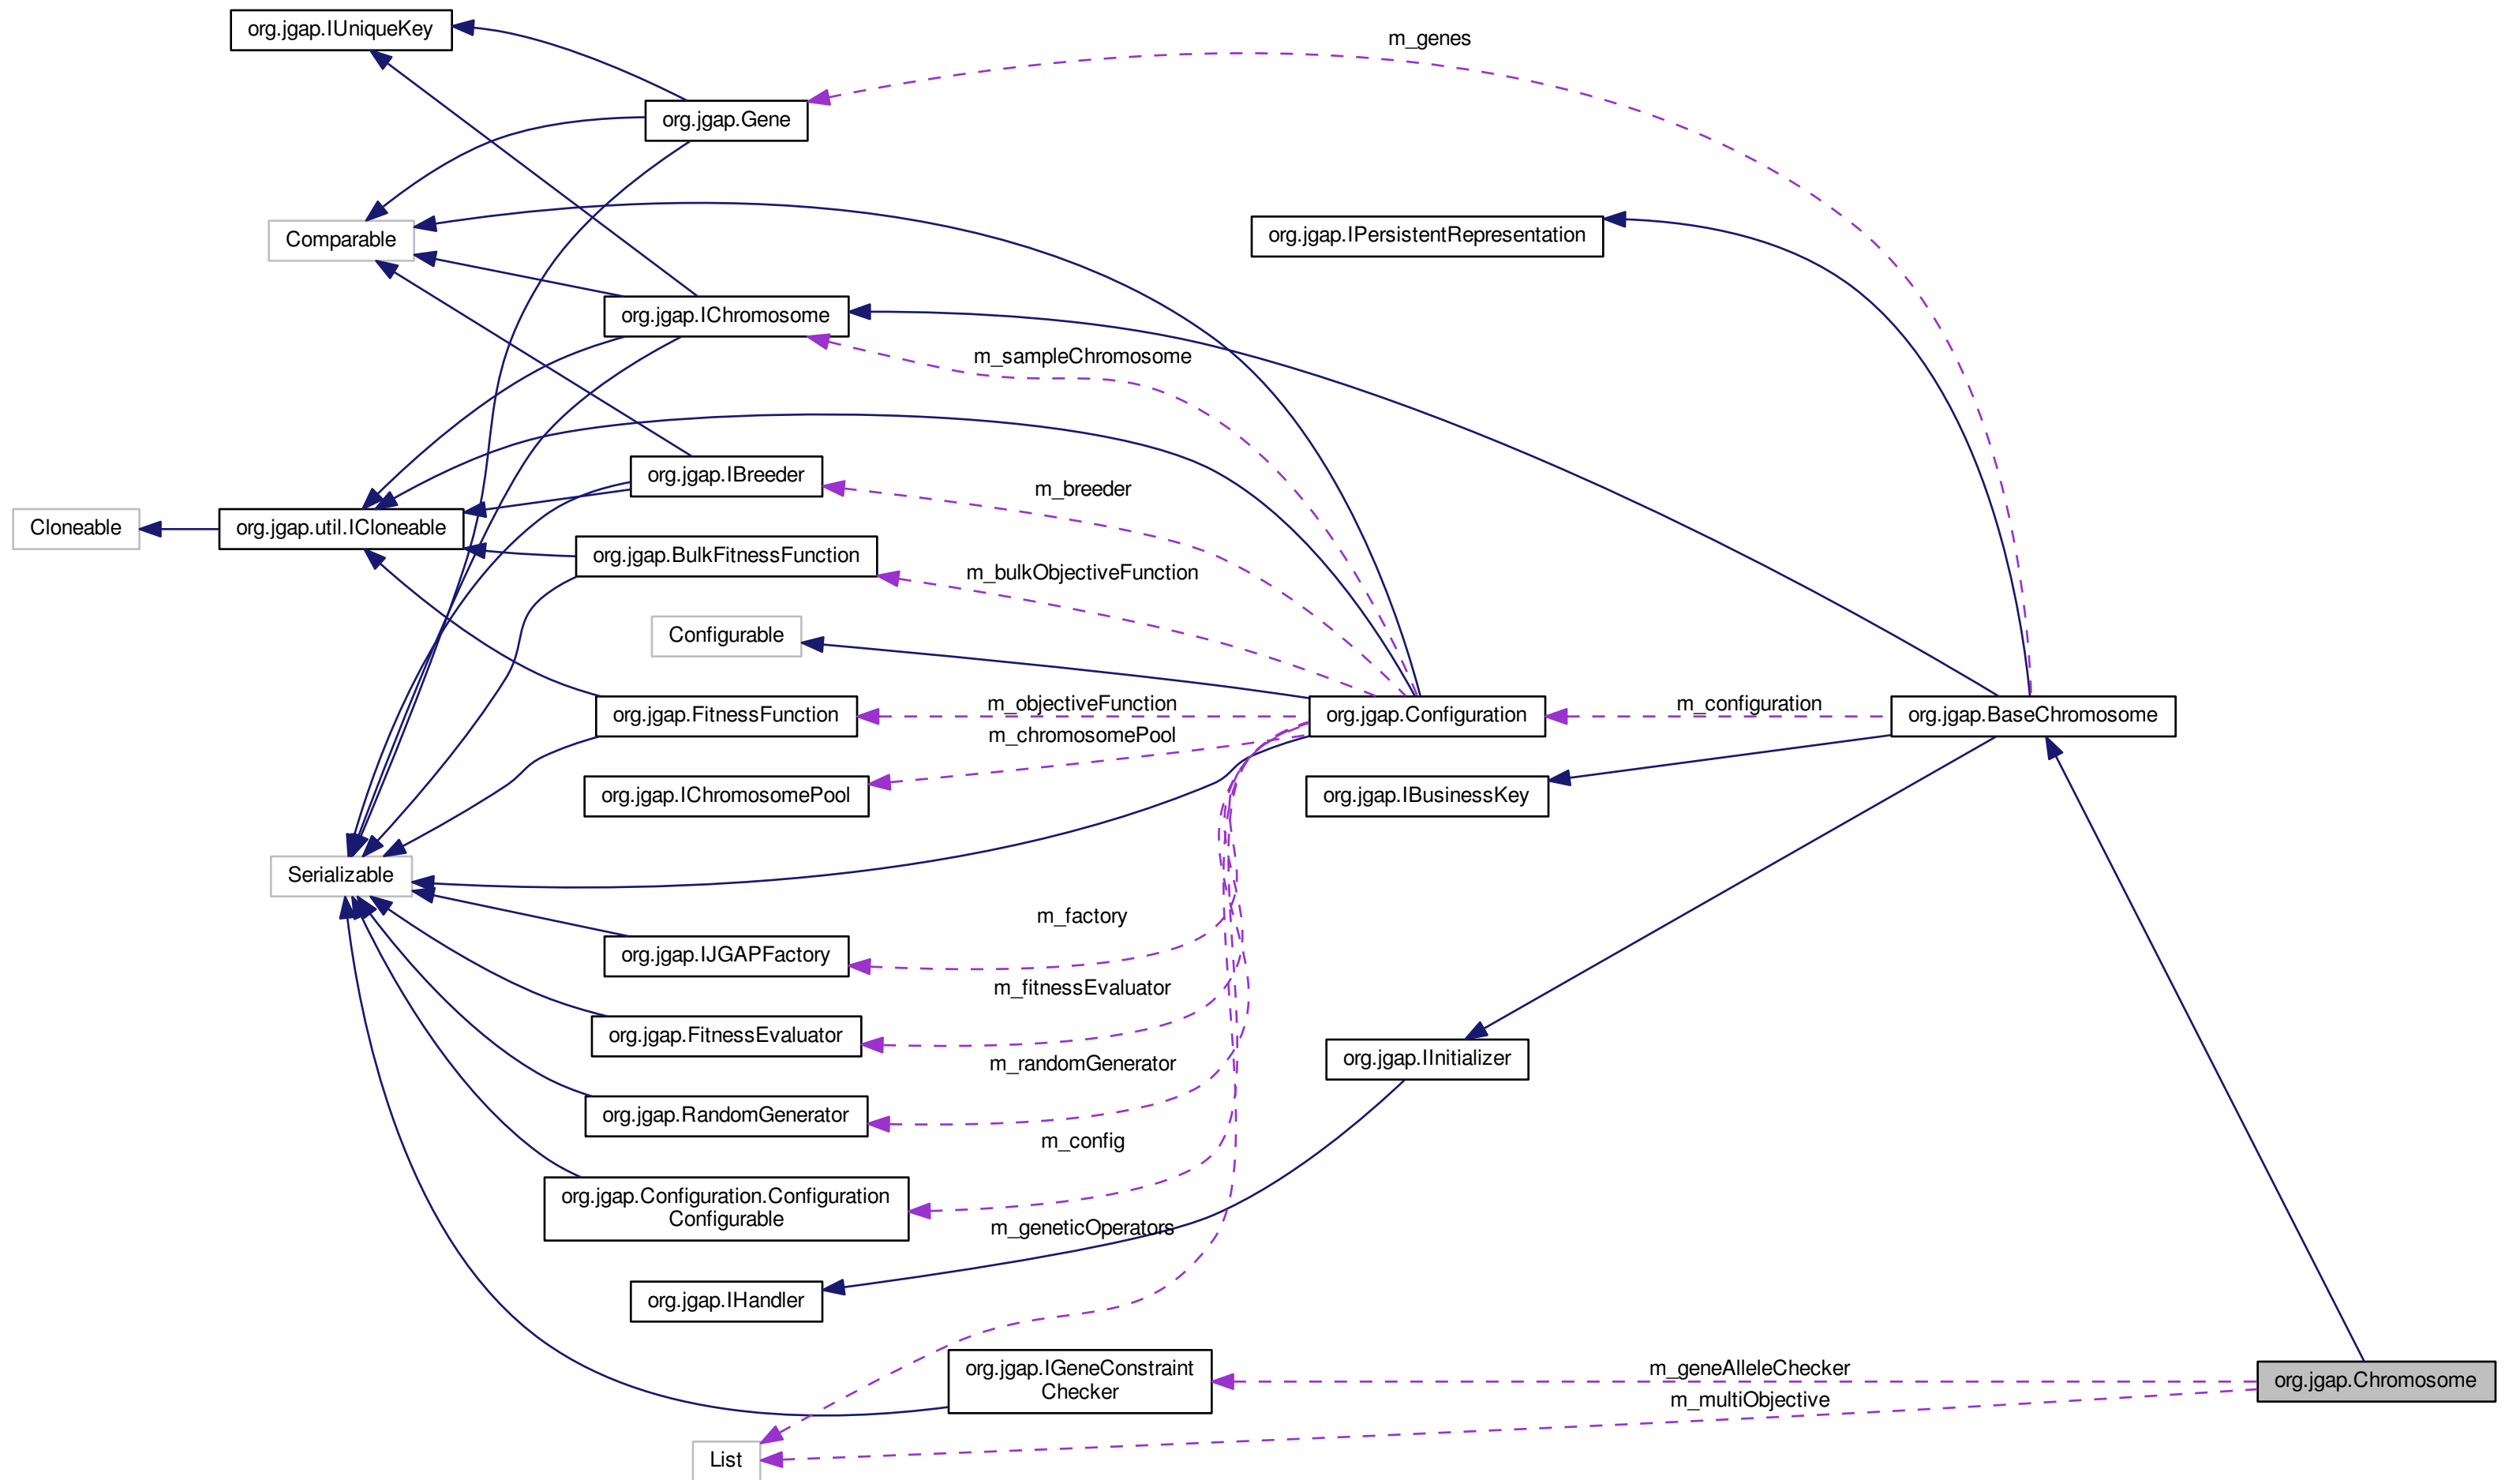 org.jgap.IUniqueKey
m_genes
org.jgap.Gene
Comparable
org.jgap.IPersistentRepresentation
org.jgap.IChromosome
m_sampleChromosome
org.jgap.IBreeder
m_breeder
Cloneable
org.jgap.util.ICloneable
org.jgap.BulkFitnessFunction
m_bulkObjectiveFunction
Configurable
org.jgap.FitnessFunction
m_objectiveFunction
org.jgap.Configuration
m_configuration
org.jgap.BaseChromosome
m_chromosomePool
org.jgap.IChromosomePool
org.jgap.IBusinessKey
Serializable
m_factory
org.jgap.IJGAPFactory
m_fitnessEvaluator
org.jgap.FitnessEvaluator
m_randomGenerator
org.jgap.IInitializer
org.jgap.RandomGenerator
m_config
org.jgap.Configuration.Configuration
Configurable
m_geneticOperators
org.jgap.IHandler
org.jgap.IGeneConstraint
Checker
m_geneAlleleChecker
m_multiObjective
org.jgap.Chromosome
List